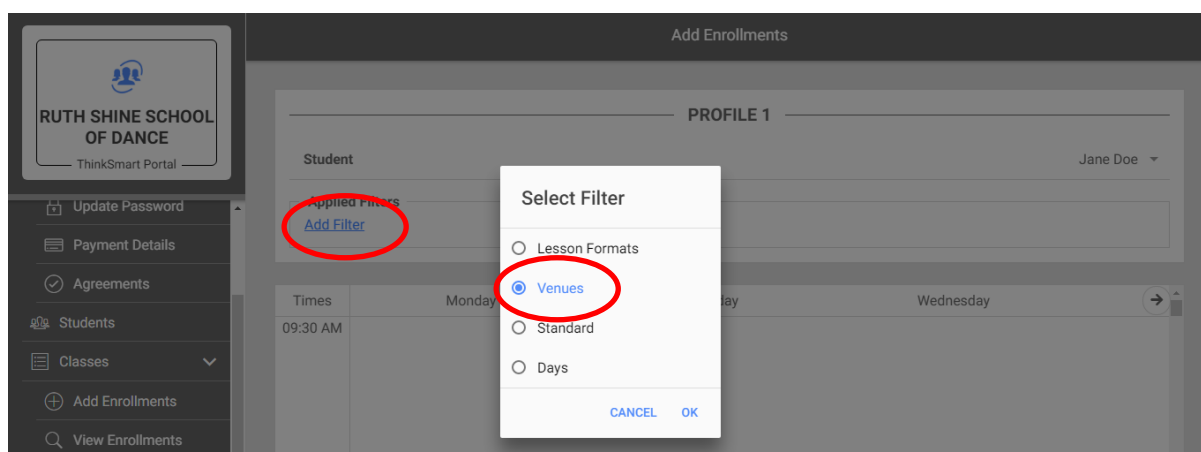 Add Enrollments
RUTH SHINE SCHOOL
OF DANCE
ThinkSmart Portal
Update Password
Payment Details
Agreements
Students
Classes
Add Enrollments
View Enrollments
PROFILE 1
Student
Jane Doe
Applied Filters
Add Filter
Select Filter
Lesson Formats
Venues
Standard
Days
CANCEL OK
Times Monday day Wednesday
09:30 AM